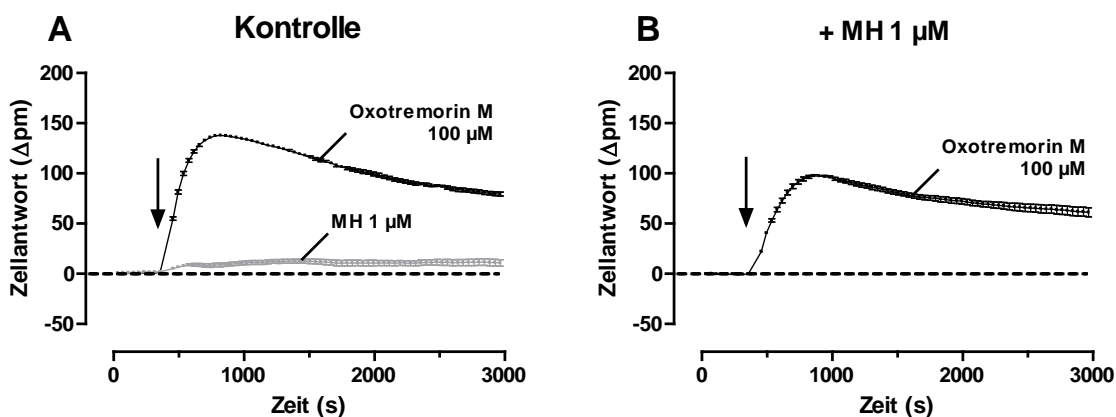 A
Kontrolle
200
150
100
50
0
-50
Zellantwort (Δpm)
Oxotremorin M
100 µM
MH 1 µM
0
1000
2000
3000
Zeit (s)
B
+ MH 1 µM
200
150
100
50
0
-50
Zellantwort (Δpm)
Oxotremorin M
100 µM
0
1000
2000
3000
Zeit (s)